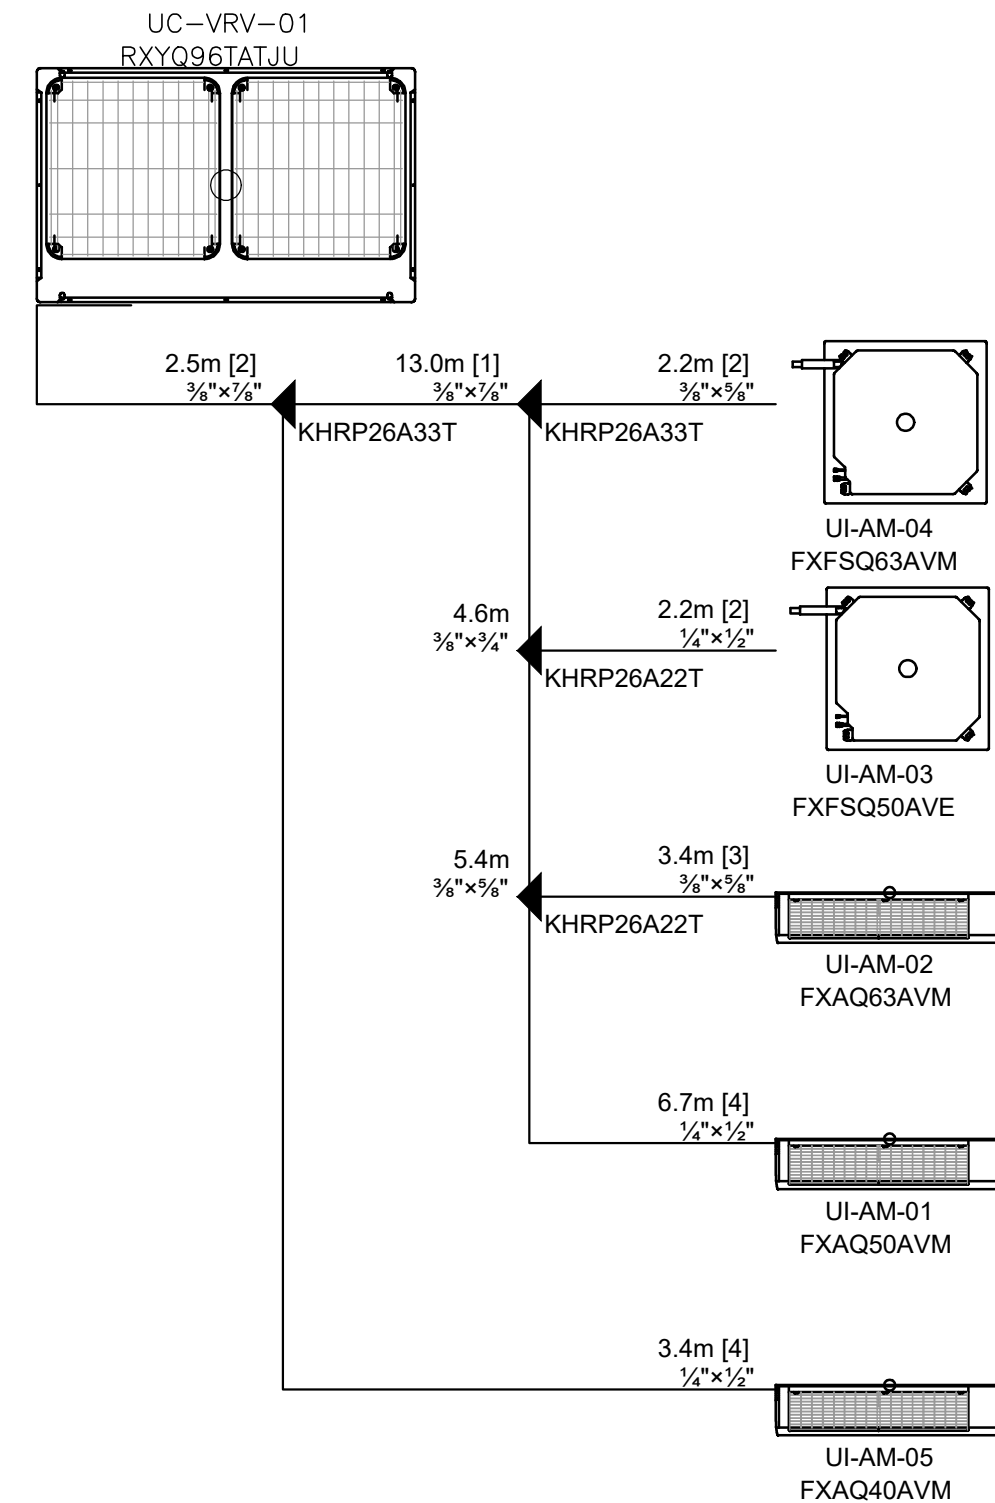 UC-VRV-01
RXYQ96TATJU
2.5m [2]
⅜"×⅞"
KHRP26A33T
13.0m [1]
⅜"×⅞"
KHRP26A33T
2.2m [2]
⅜"×⅝"
UI-AM-04
FXFSQ63AVM
4.6m
⅜"×¾"
KHRP26A22T
2.2m [2]
¼"×½"
UI-AM-03
FXFSQ50AVE
5.4m
⅜"×⅝"
KHRP26A22T
3.4m [3]
⅜"×⅝"
UI-AM-02
FXAQ63AVM
6.7m [4]
¼"×½"
UI-AM-01
FXAQ50AVM
3.4m [4]
¼"×½"
UI-AM-05
FXAQ40AVM